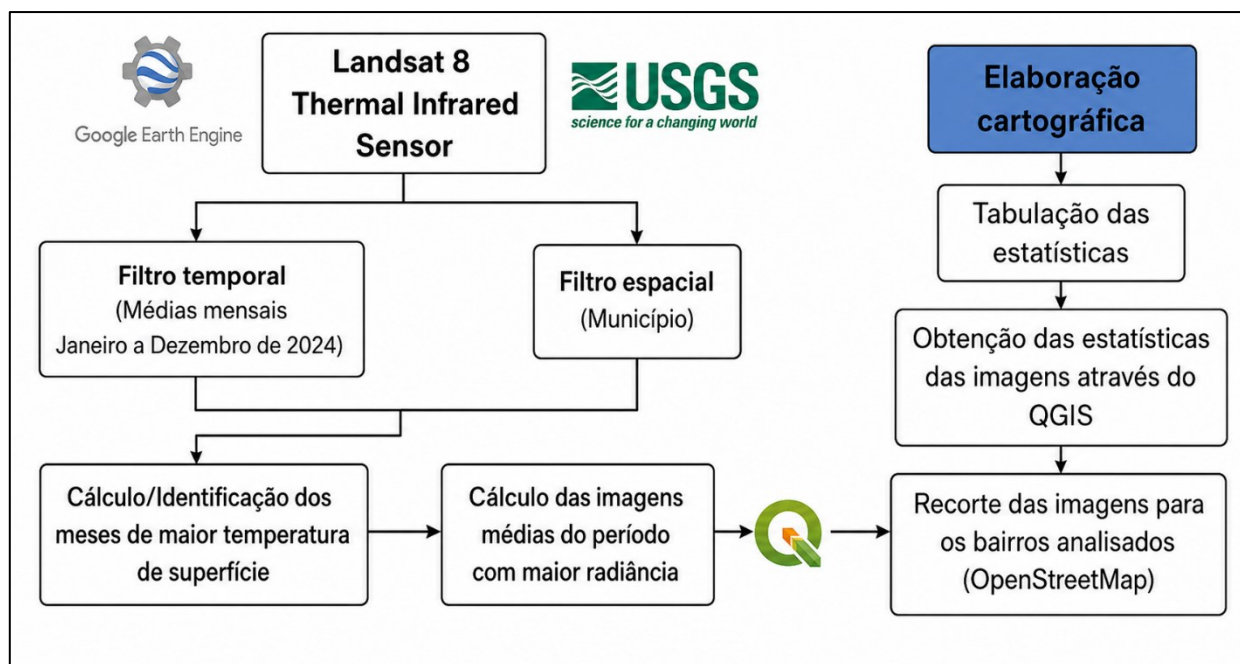 Google Earth Engine
Landsat 8
Thermal Infrared
Sensor
USGS
science for a changing world
Filtro temporal
(Médias mensais
Janeiro a Dezembro de 2024)
Filtro espacial
(Município)
Cálculo/Identificação dos
meses de maior temperatura
de superfície
Cálculo das imagens
médias do período
com maior radiância
Elaboração
cartográfica
Tabulação das
estatísticas
Obtenção das estatísticas
das imagens através do
QGIS
Recorte das imagens para
os bairros analisados
(OpenStreetMap)